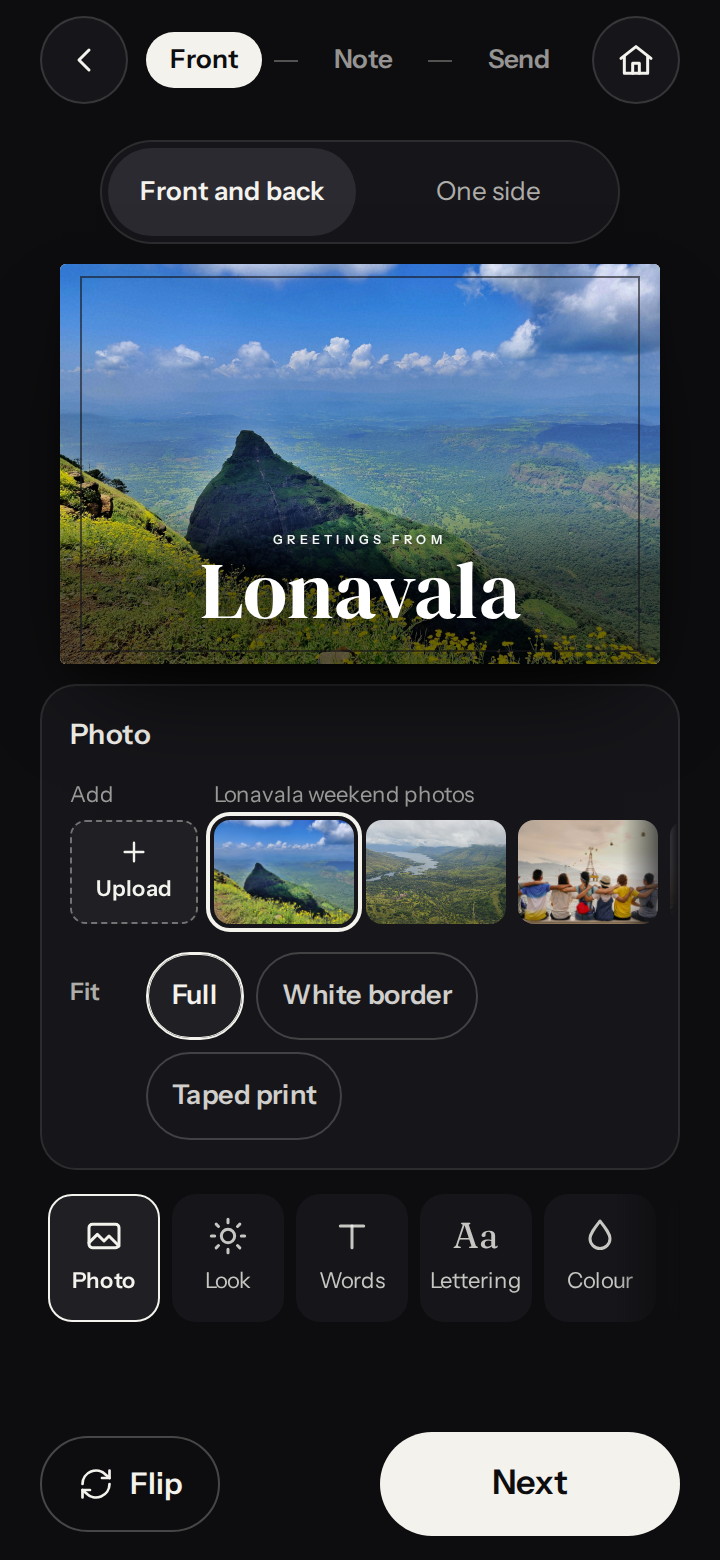 Front — Note — Send
Front and back
One side
GREETINGS FROM
Lonavala
Photo
Add
Lonavala weekend photos
Upload
Fit
Full
White border
Taped print
Photo
Look
Words
Aa
Lettering
Colour
Flip
Next